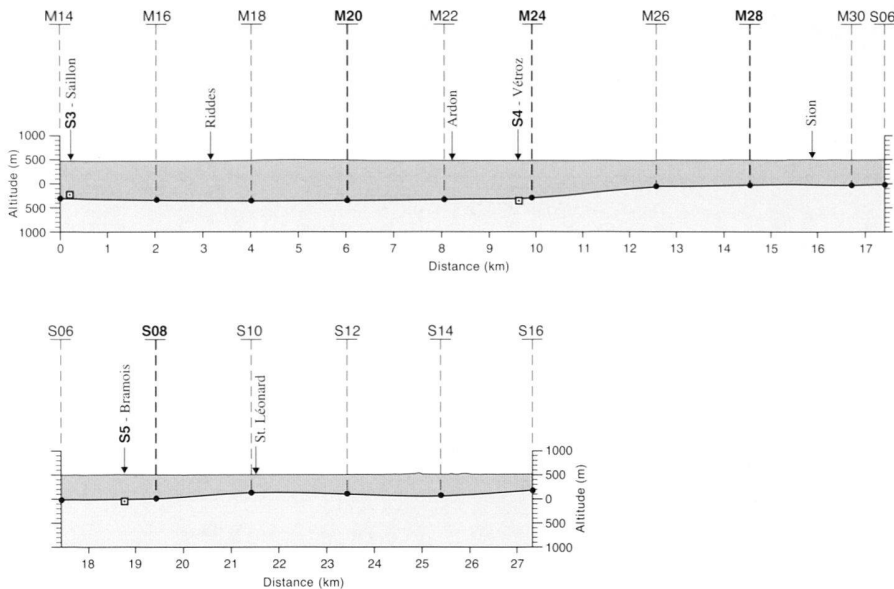 M14 M16 M18 M20 M22 M24 M26 M28 M30 S06
S3 - Saillon
Riddes
Ardon
S4 - Vétroz
Sion
1000
500
0
500
1000
Altitude (m)
0 1 2 3 4 5 6 7 8 9 10 11 12 13 14 15 16 17
Distance (km)
S06 S08 S10 S12 S14 S16
S5 - Bramois
St. Léonard
1000
500
0
500
1000
Altitude (m)
18 19 20 21 22 23 24 25 26 27
Distance (km)